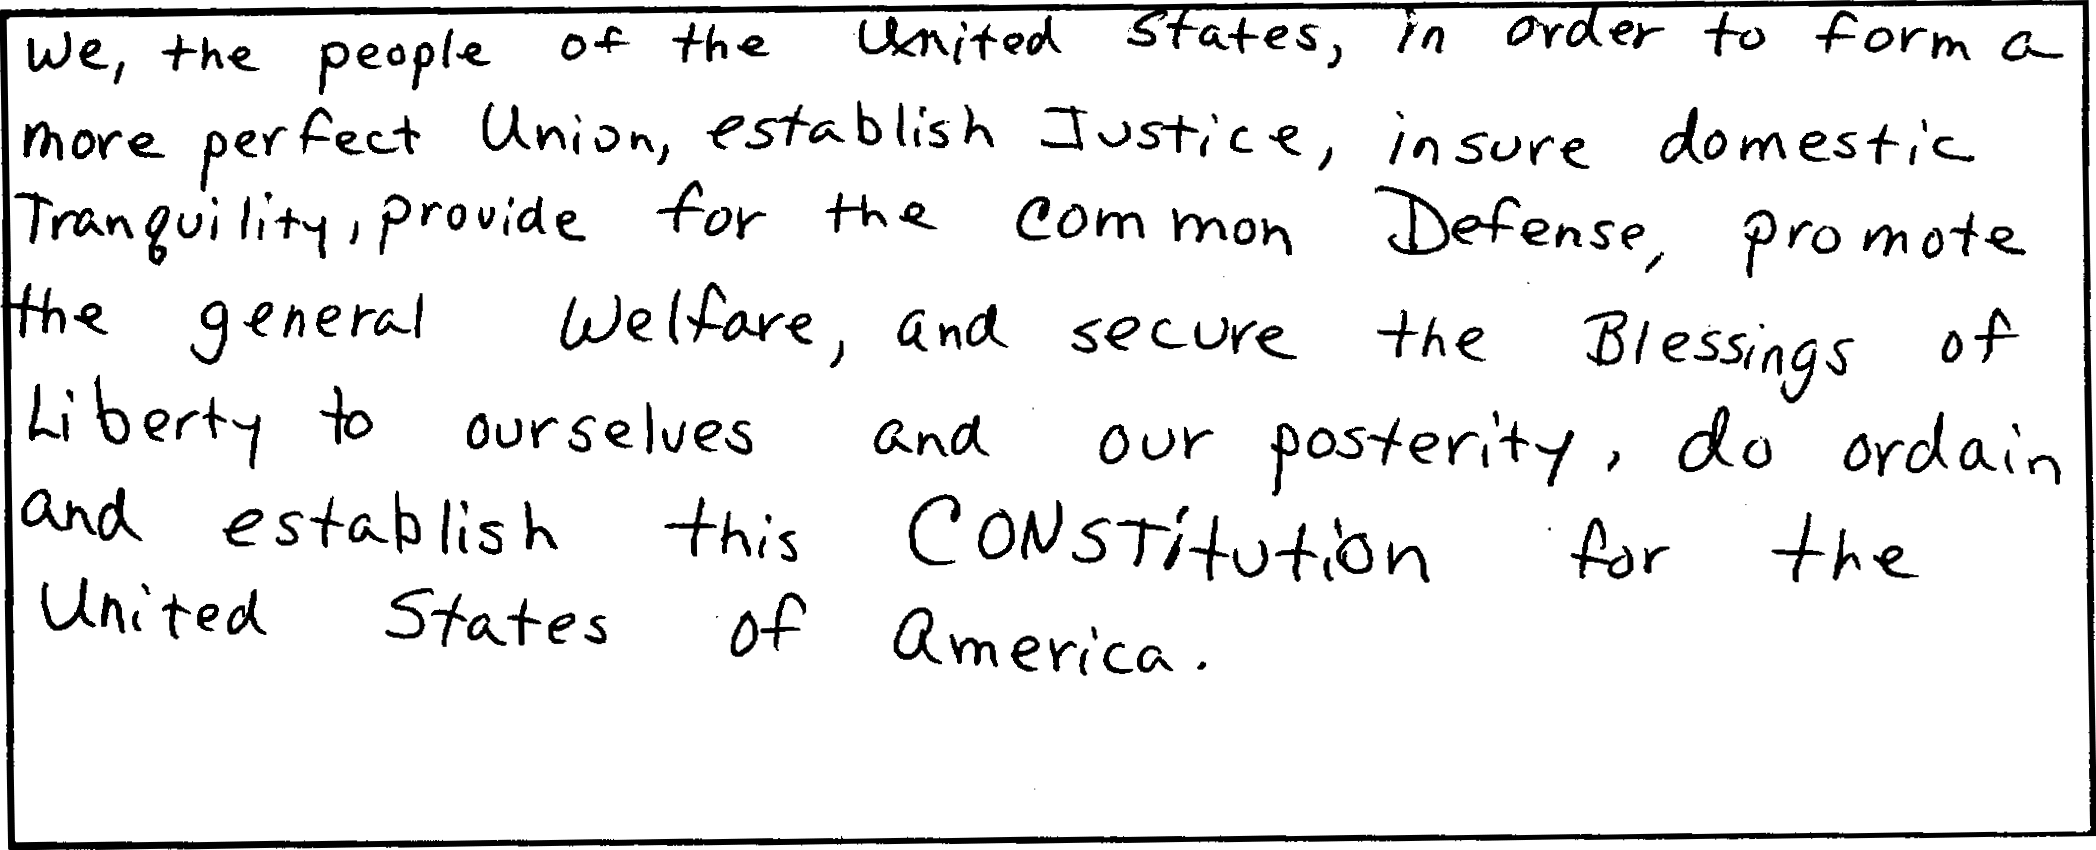 We, the people of the United States, in order to form a
more perfect Union, establish Justice, insure domestic
Tranquility, provide for the common Defense, promote
the general Welfare, and secure the Blessings of
Liberty to ourselves and our posterity, do ordain
and establish this CONSTitution for the
United States of America.